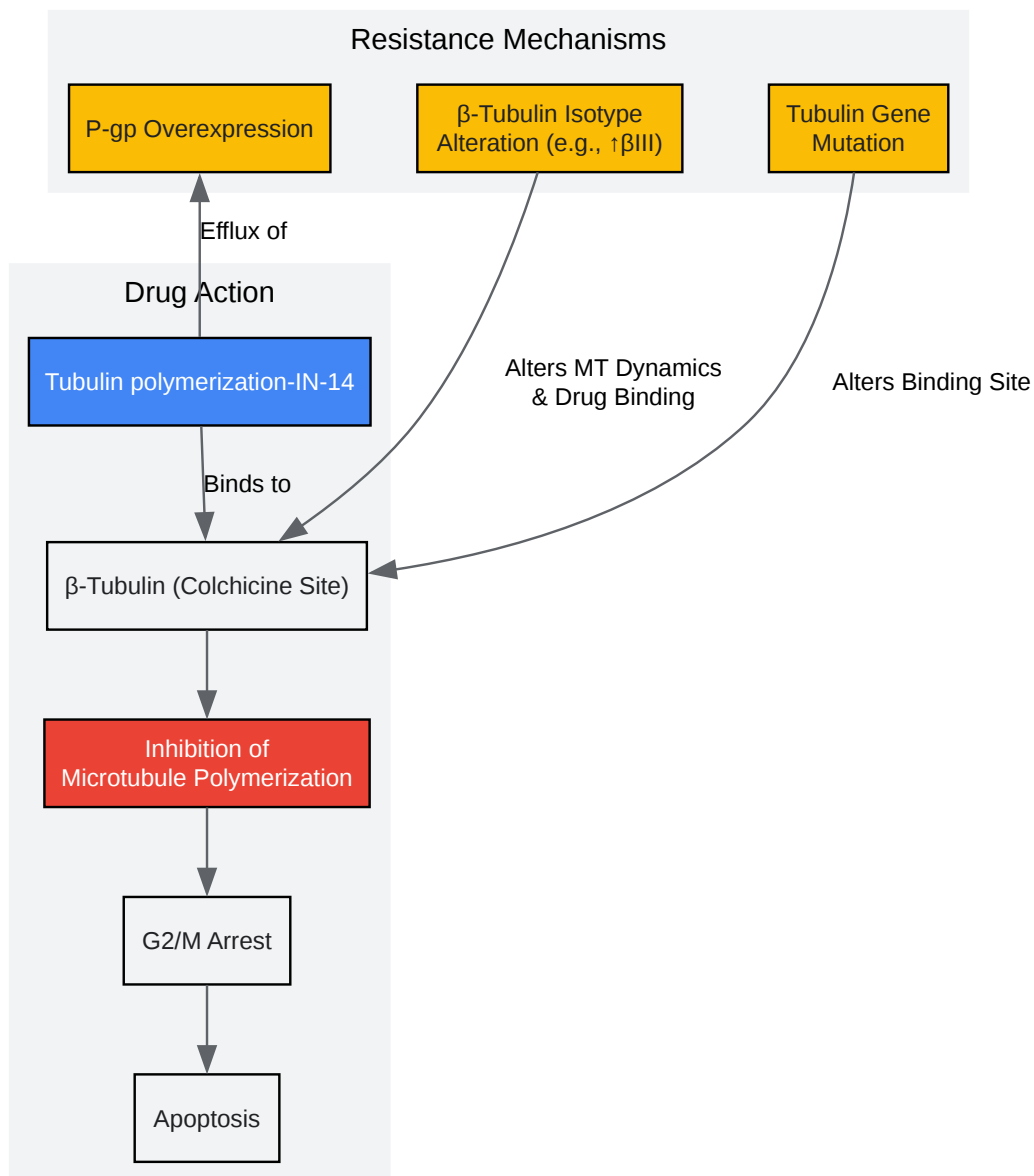 Resistance Mechanisms
P-gp Overexpression
β-Tubulin Isotype
Alteration (e.g., ↑βIII)
Tubulin Gene
Mutation
Efflux of
Drug Action
Tubulin polymerization-IN-14
Alters MT Dynamics
& Drug Binding
Alters Binding Site
Binds to
β-Tubulin (Colchicine Site)
Inhibition of
Microtubule Polymerization
G2/M Arrest
Apoptosis